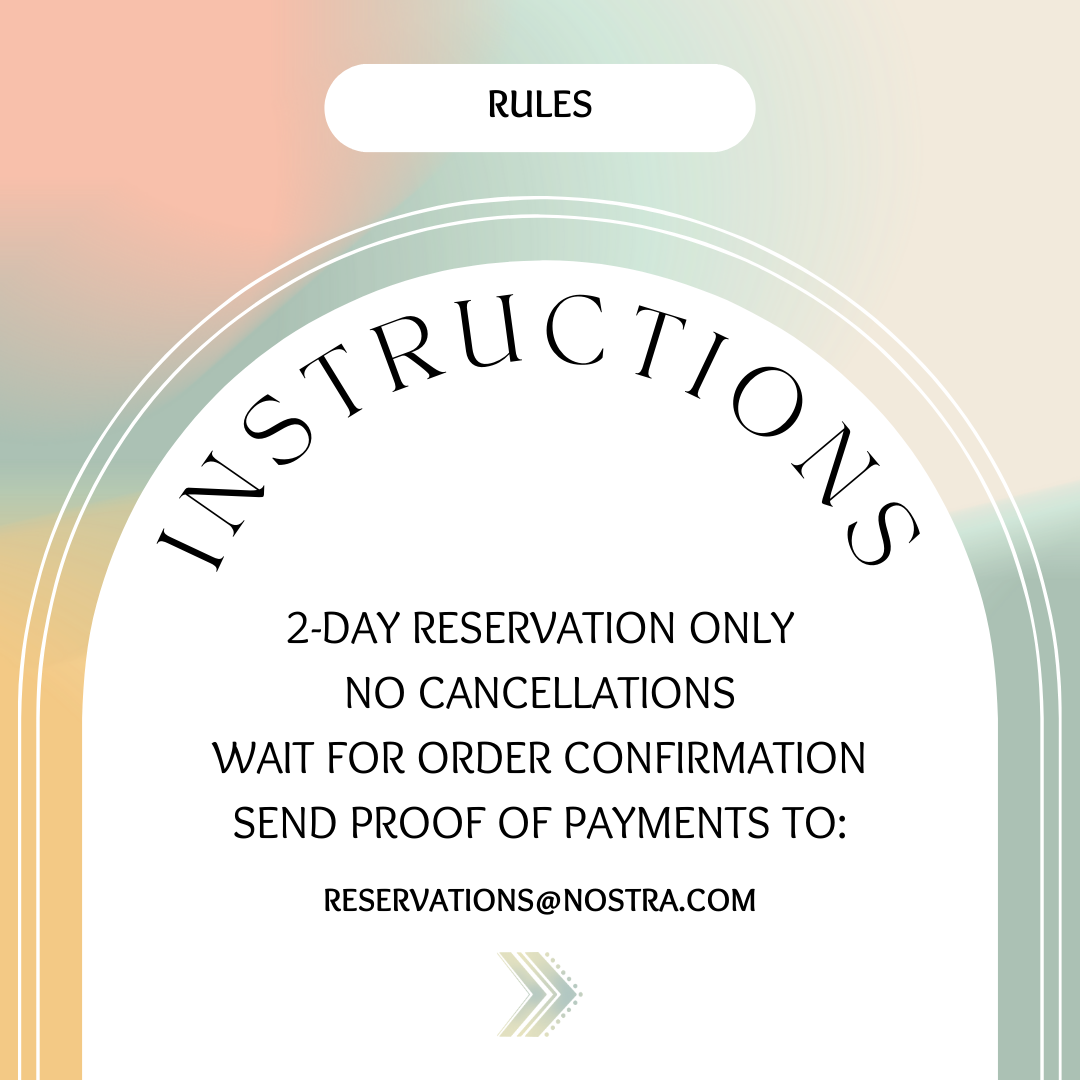 RULES
INSTRUCTIONS
2-DAY RESERVATION ONLY
NO CANCELLATIONS
WAIT FOR ORDER CONFIRMATION
SEND PROOF OF PAYMENTS TO:
RESERVATIONS@NOSTRA.COM